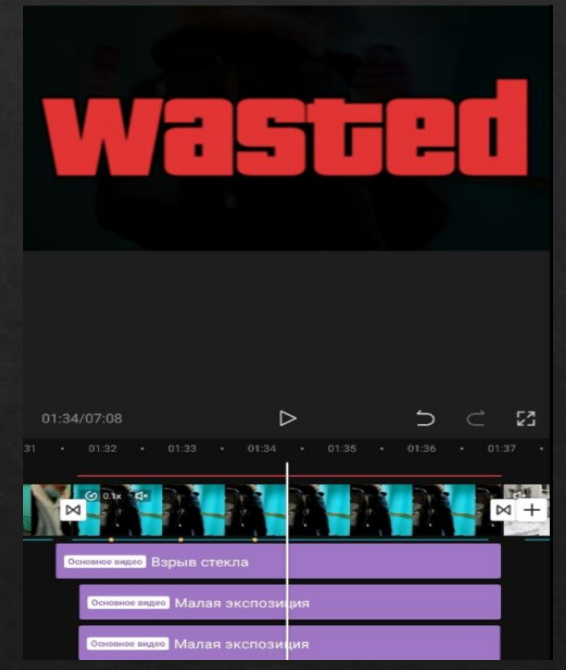 wasted
01:34/07:08
31 01:32 01:33 01:34 01:35 01:36 01:37
0.1x
Основное видео Взрыв стекла
Основное видео Малая экспозиция
Основное видео Малая экспозиция